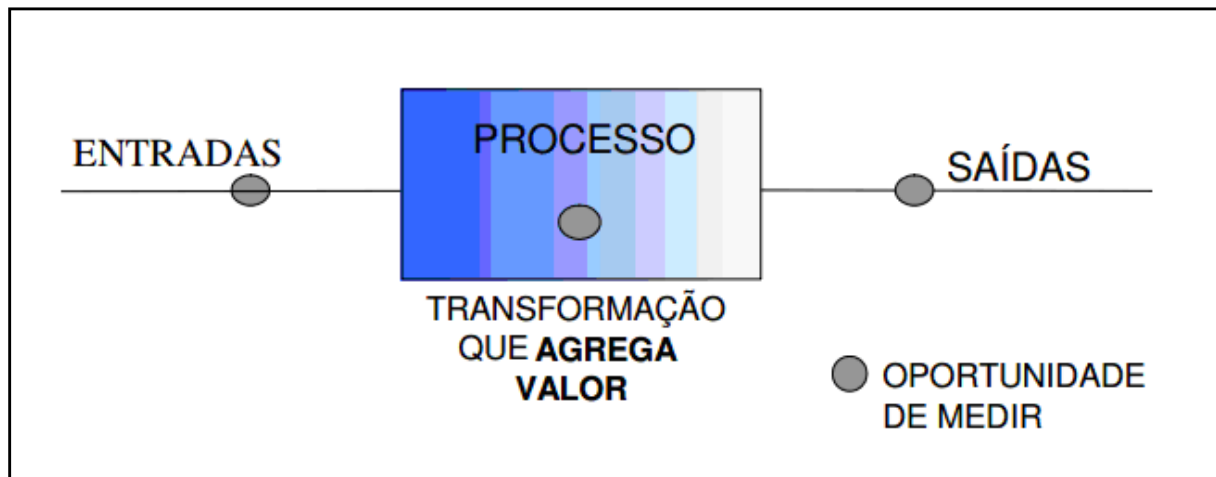 ENTRADAS
PROCESSO
SAÍDAS
TRANSFORMAÇÃO
QUE AGREGA
VALOR
OPORTUNIDADE
DE MEDIR